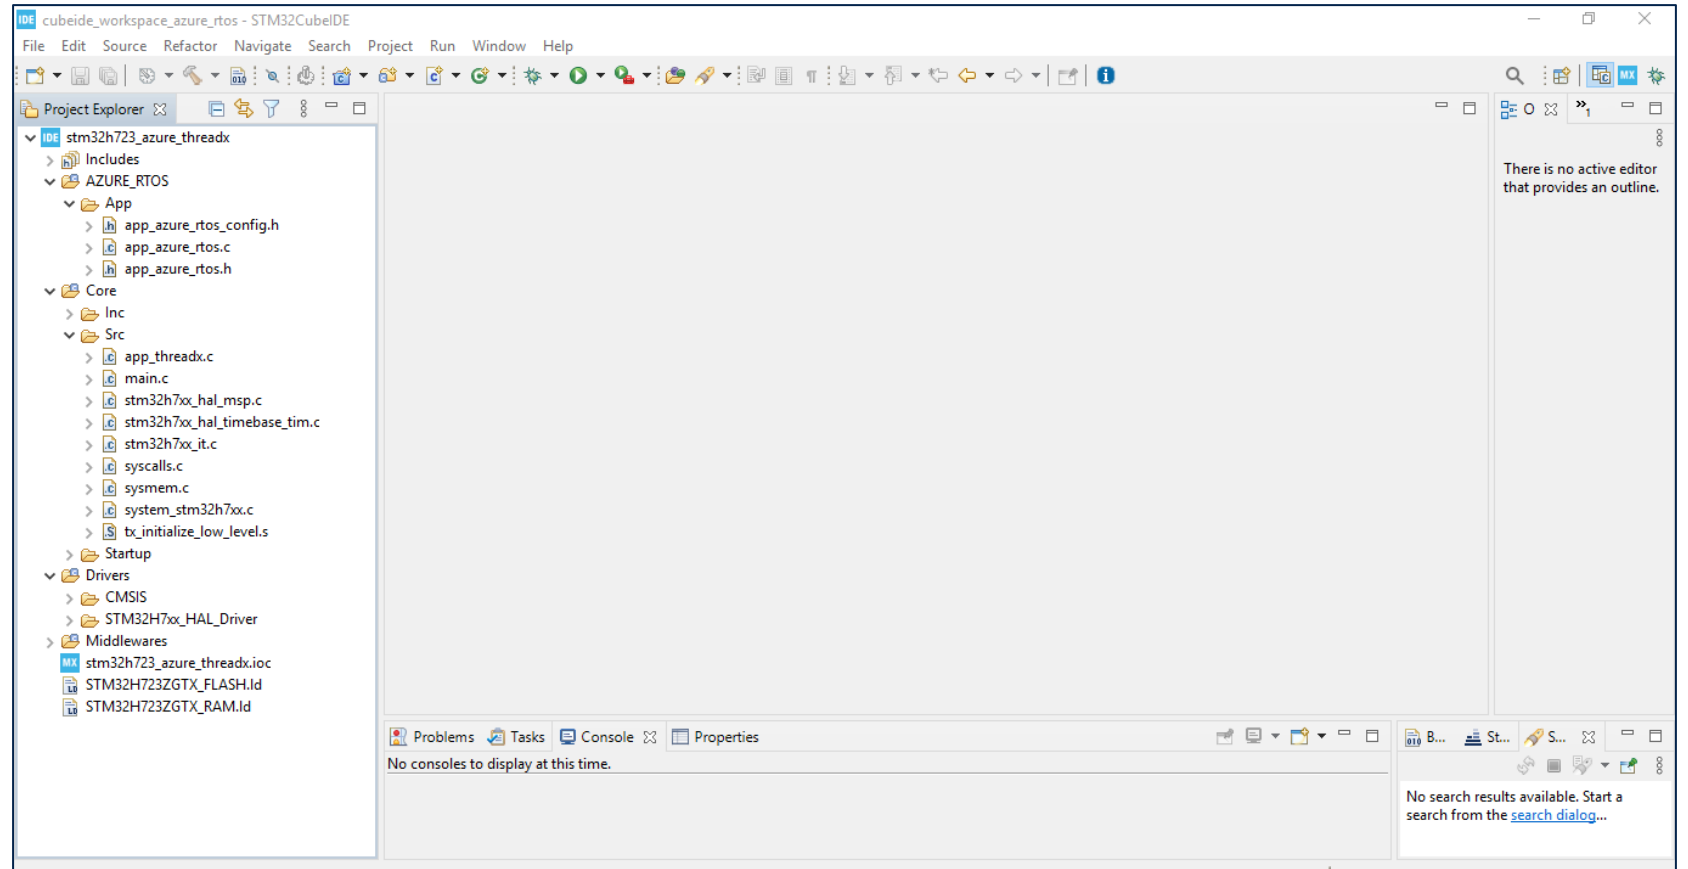 IDE cubeide_workspace_azure_rtos - STM32CubeIDE
File Edit Source Refactor Navigate Search Project Run Window Help
Project Explorer
O
There is no active editor
that provides an outline.
IDE stm32h723_azure_threadx
Includes
AZURE_RTOS
App
.h app_azure_rtos_config.h
.c app_azure_rtos.c
.h app_azure_rtos.h
Core
Inc
Src
.c app_threadx.c
.c main.c
.c stm32h7xx_hal_msp.c
.c stm32h7xx_hal_timebase_tim.c
.c stm32h7xx_it.c
.c syscalls.c
.c sysmem.c
.c system_stm32h7xx.c
.S tx_initialize_low_level.s
Startup
Drivers
CMSIS
STM32H7xx_HAL_Driver
Middlewares
MX stm32h723_azure_threadx.ioc
STM32H723ZGTX_FLASH.ld
STM32H723ZGTX_RAM.ld
Problems Tasks Console Properties
No consoles to display at this time.
B... St... S...
No search results available. Start a
search from the search dialog...